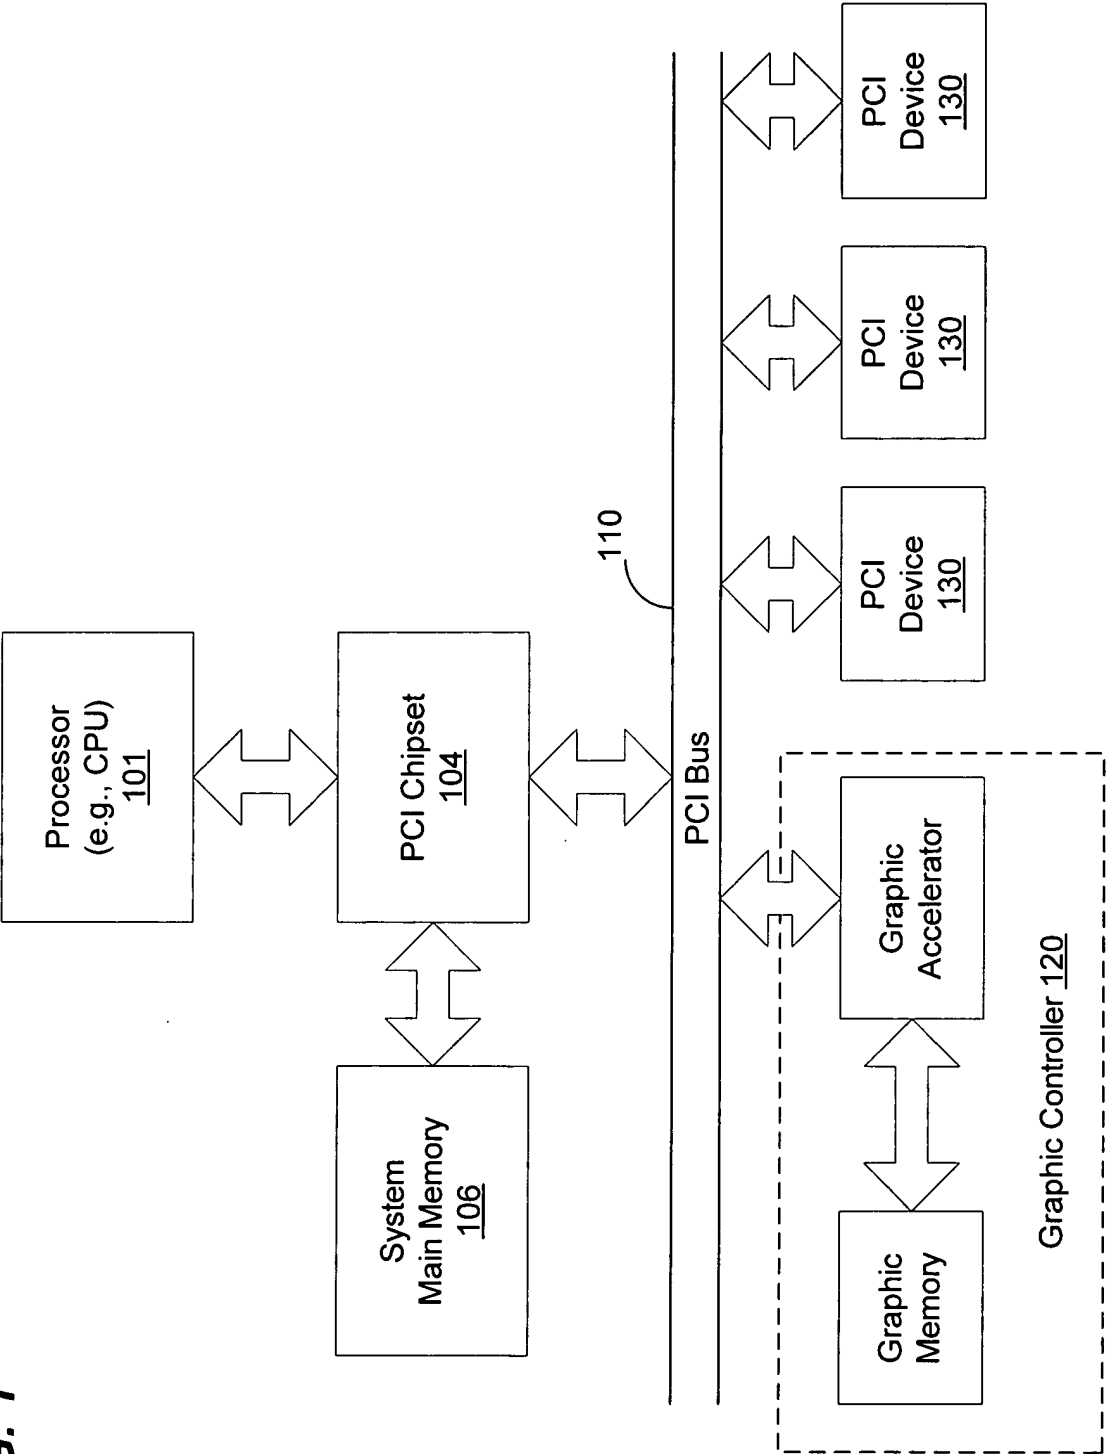 Processor
(e.g., CPU)
101
System
Main Memory
106
PCI Chipset
104
110
PCI Bus
Graphic
Memory
Graphic
Accelerator
Graphic Controller 120
PCI
Device
130
PCI
Device
130
PCI
Device
130